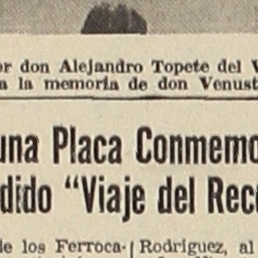 or don Alejandro Topete del V
a la memoria de don Venust
una Placa Conmemo
dido “Viaje del Reco
de los Ferroca- Rodríguez, al